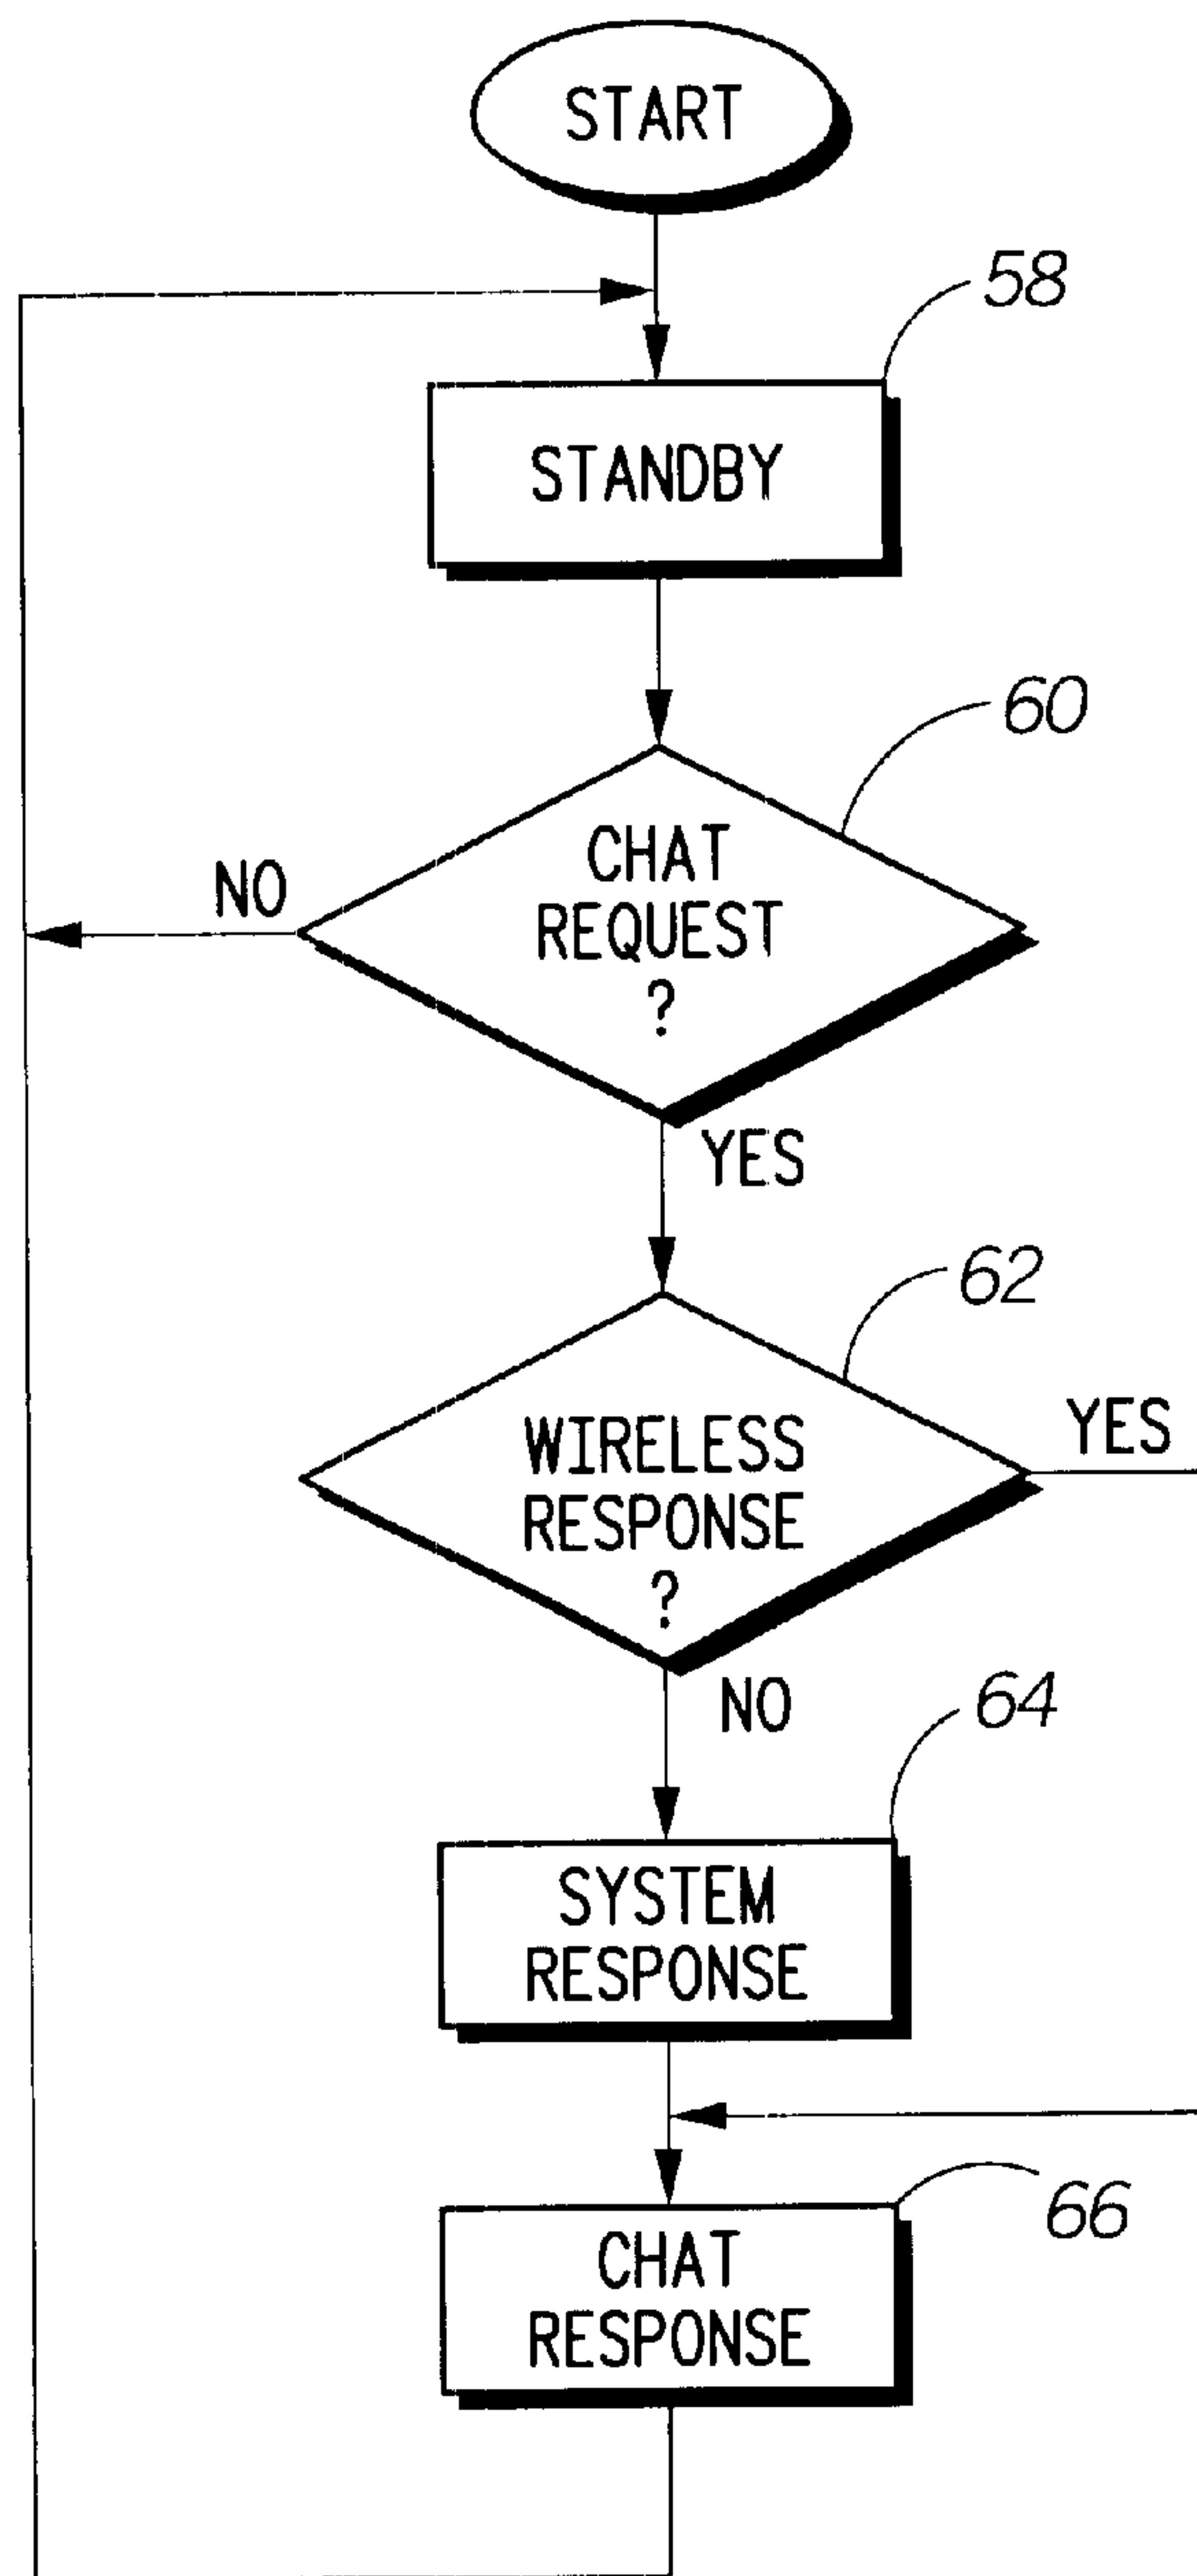 START
58
STANDBY
60
CHAT
REQUEST
?
NO
YES
62
WIRELESS
RESPONSE
?
YES
NO
64
SYSTEM
RESPONSE
66
CHAT
RESPONSE